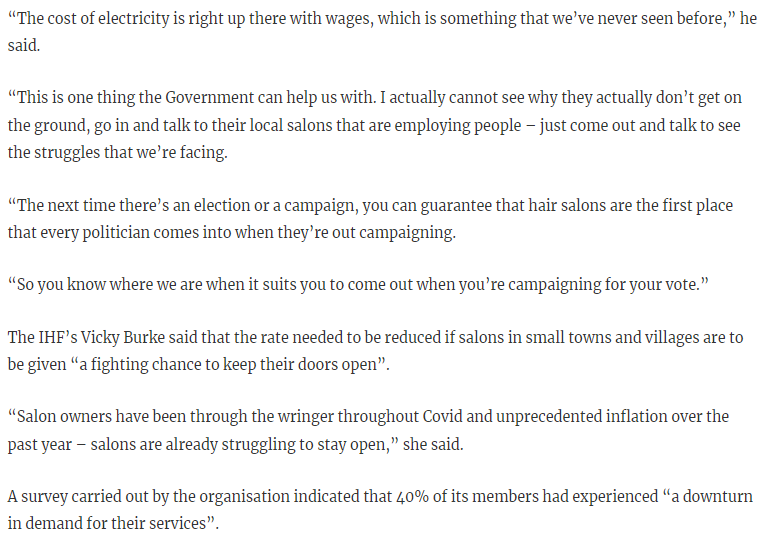 “The cost of electricity is right up there with wages, which is something that we’ve never seen before,” he
said.
“This is one thing the Government can help us with. I actually cannot see why they actually don’t get on
the ground, go in and talk to their local salons that are employing people – just come out and talk to see
the struggles that we’re facing.
“The next time there’s an election or a campaign, you can guarantee that hair salons are the first place
that every politician comes into when they’re out campaigning.
“So you know where we are when it suits you to come out when you’re campaigning for your vote.”
The IHF’s Vicky Burke said that the rate needed to be reduced if salons in small towns and villages are to
be given “a fighting chance to keep their doors open”.
“Salon owners have been through the wringer throughout Covid and unprecedented inflation over the
past year – salons are already struggling to stay open,” she said.
A survey carried out by the organisation indicated that 40% of its members had experienced “a downturn
in demand for their services”.